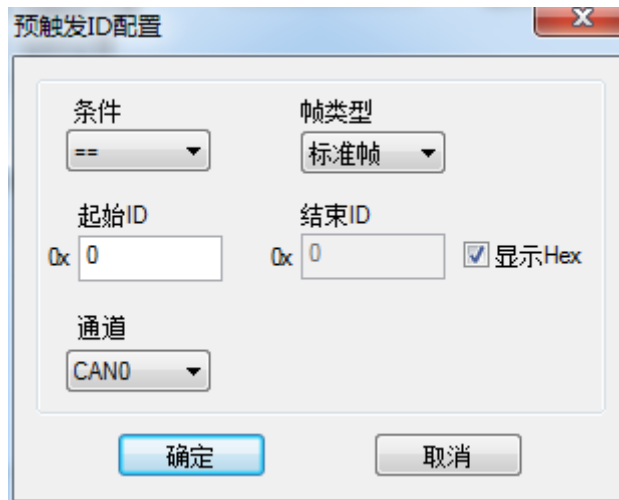 预触发ID配置
条件 帧类型
== 标准帧
起始ID 结束ID
0x 0 0x 0 显示Hex
通道
CAN0
确定 取消